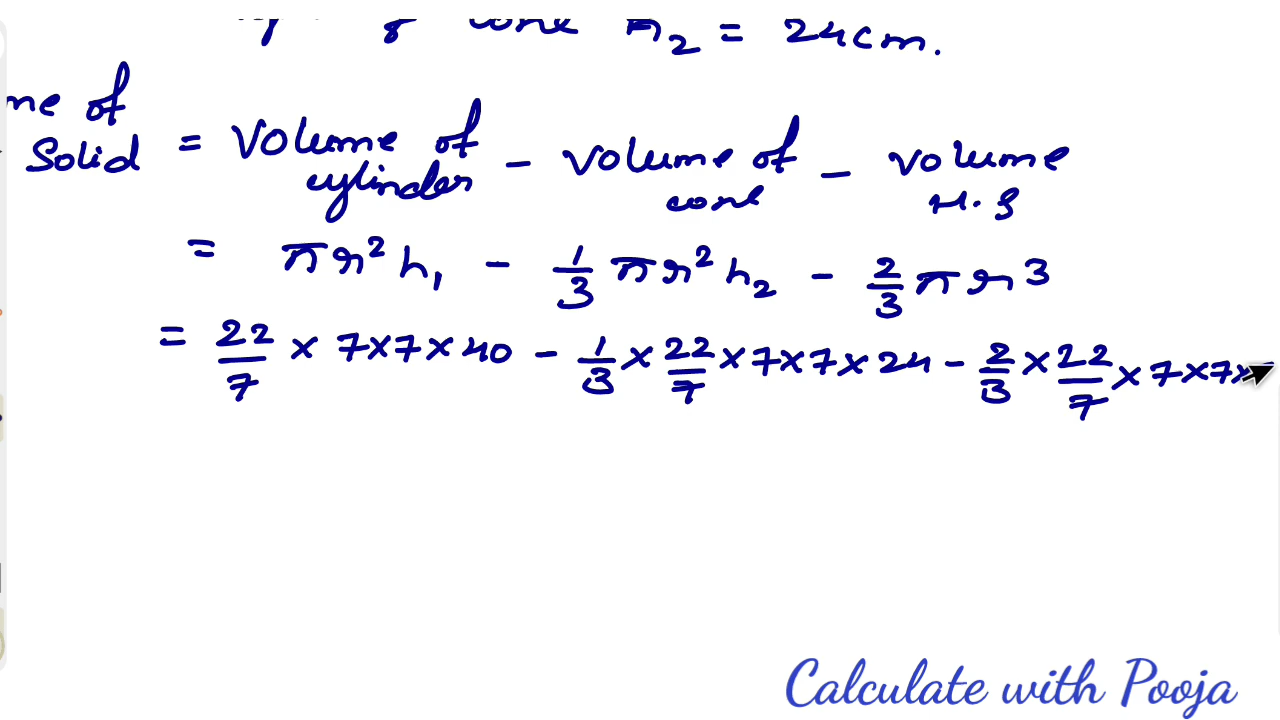 of cone h₂ = 24cm.
me of
Solid = Volume of cylinder - volume of cone - volume H.S
= πr²h₁ - 1/3 πr²h₂ - 2/3 πr3
= 22/7 × 7×7×40 - 1/3 × 22/7 × 7×7×24 - 2/3 × 22/7 × 7×7×
Calculate with Pooja